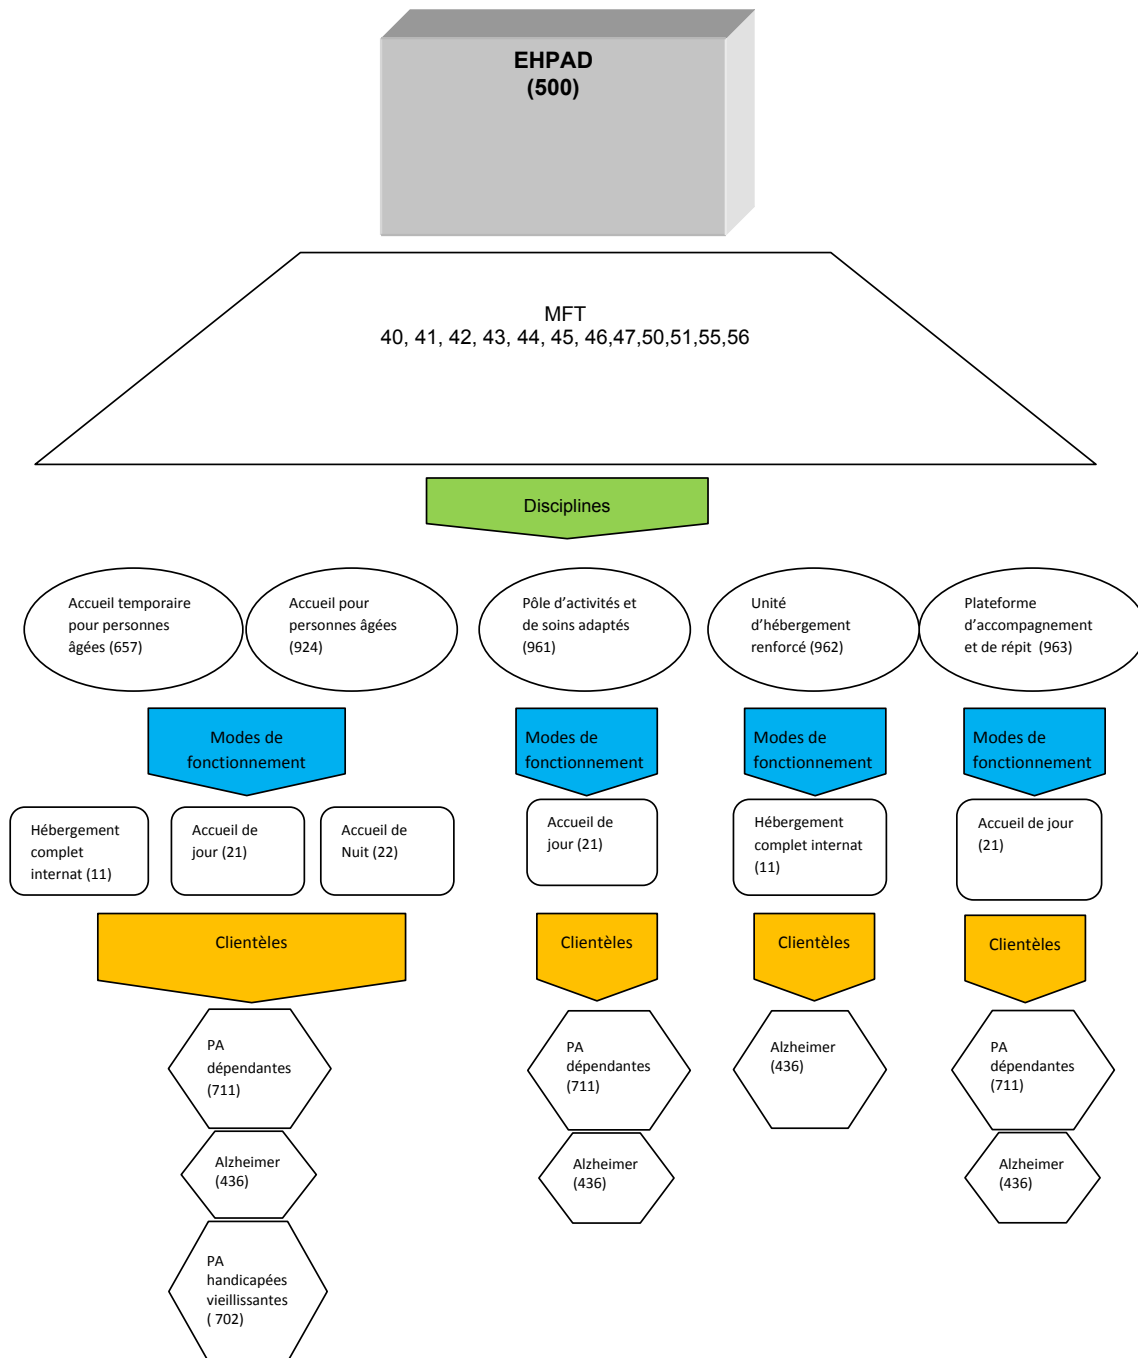 EHPAD
(500)
MFT
40, 41, 42, 43, 44, 45, 46,47,50,51,55,56
Disciplines
Accueil temporaire
pour personnes
âgées (657)
Accueil pour
personnes âgées
(924)
Pôle d’activités et
de soins adaptés
(961)
Unité
d’hébergement
renforcé (962)
Plateforme
d’accompagnement
et de répit  (963)
Modes de
fonctionnement
Modes de
fonctionnement
Modes de
fonctionnement
Modes de
fonctionnement
Hébergement
complet
internat (11)
Accueil de
jour (21)
Accueil de
Nuit (22)
Accueil de
jour (21)
Hébergement
complet internat
(11)
Accueil de jour
(21)
Clientèles
Clientèles
Clientèles
Clientèles
PA
dépendantes
(711)
Alzheimer
(436)
PA
handicapées
vieillissantes
( 702)
PA
dépendantes
(711)
Alzheimer
(436)
Alzheimer
(436)
PA
dépendantes
(711)
Alzheimer
(436)